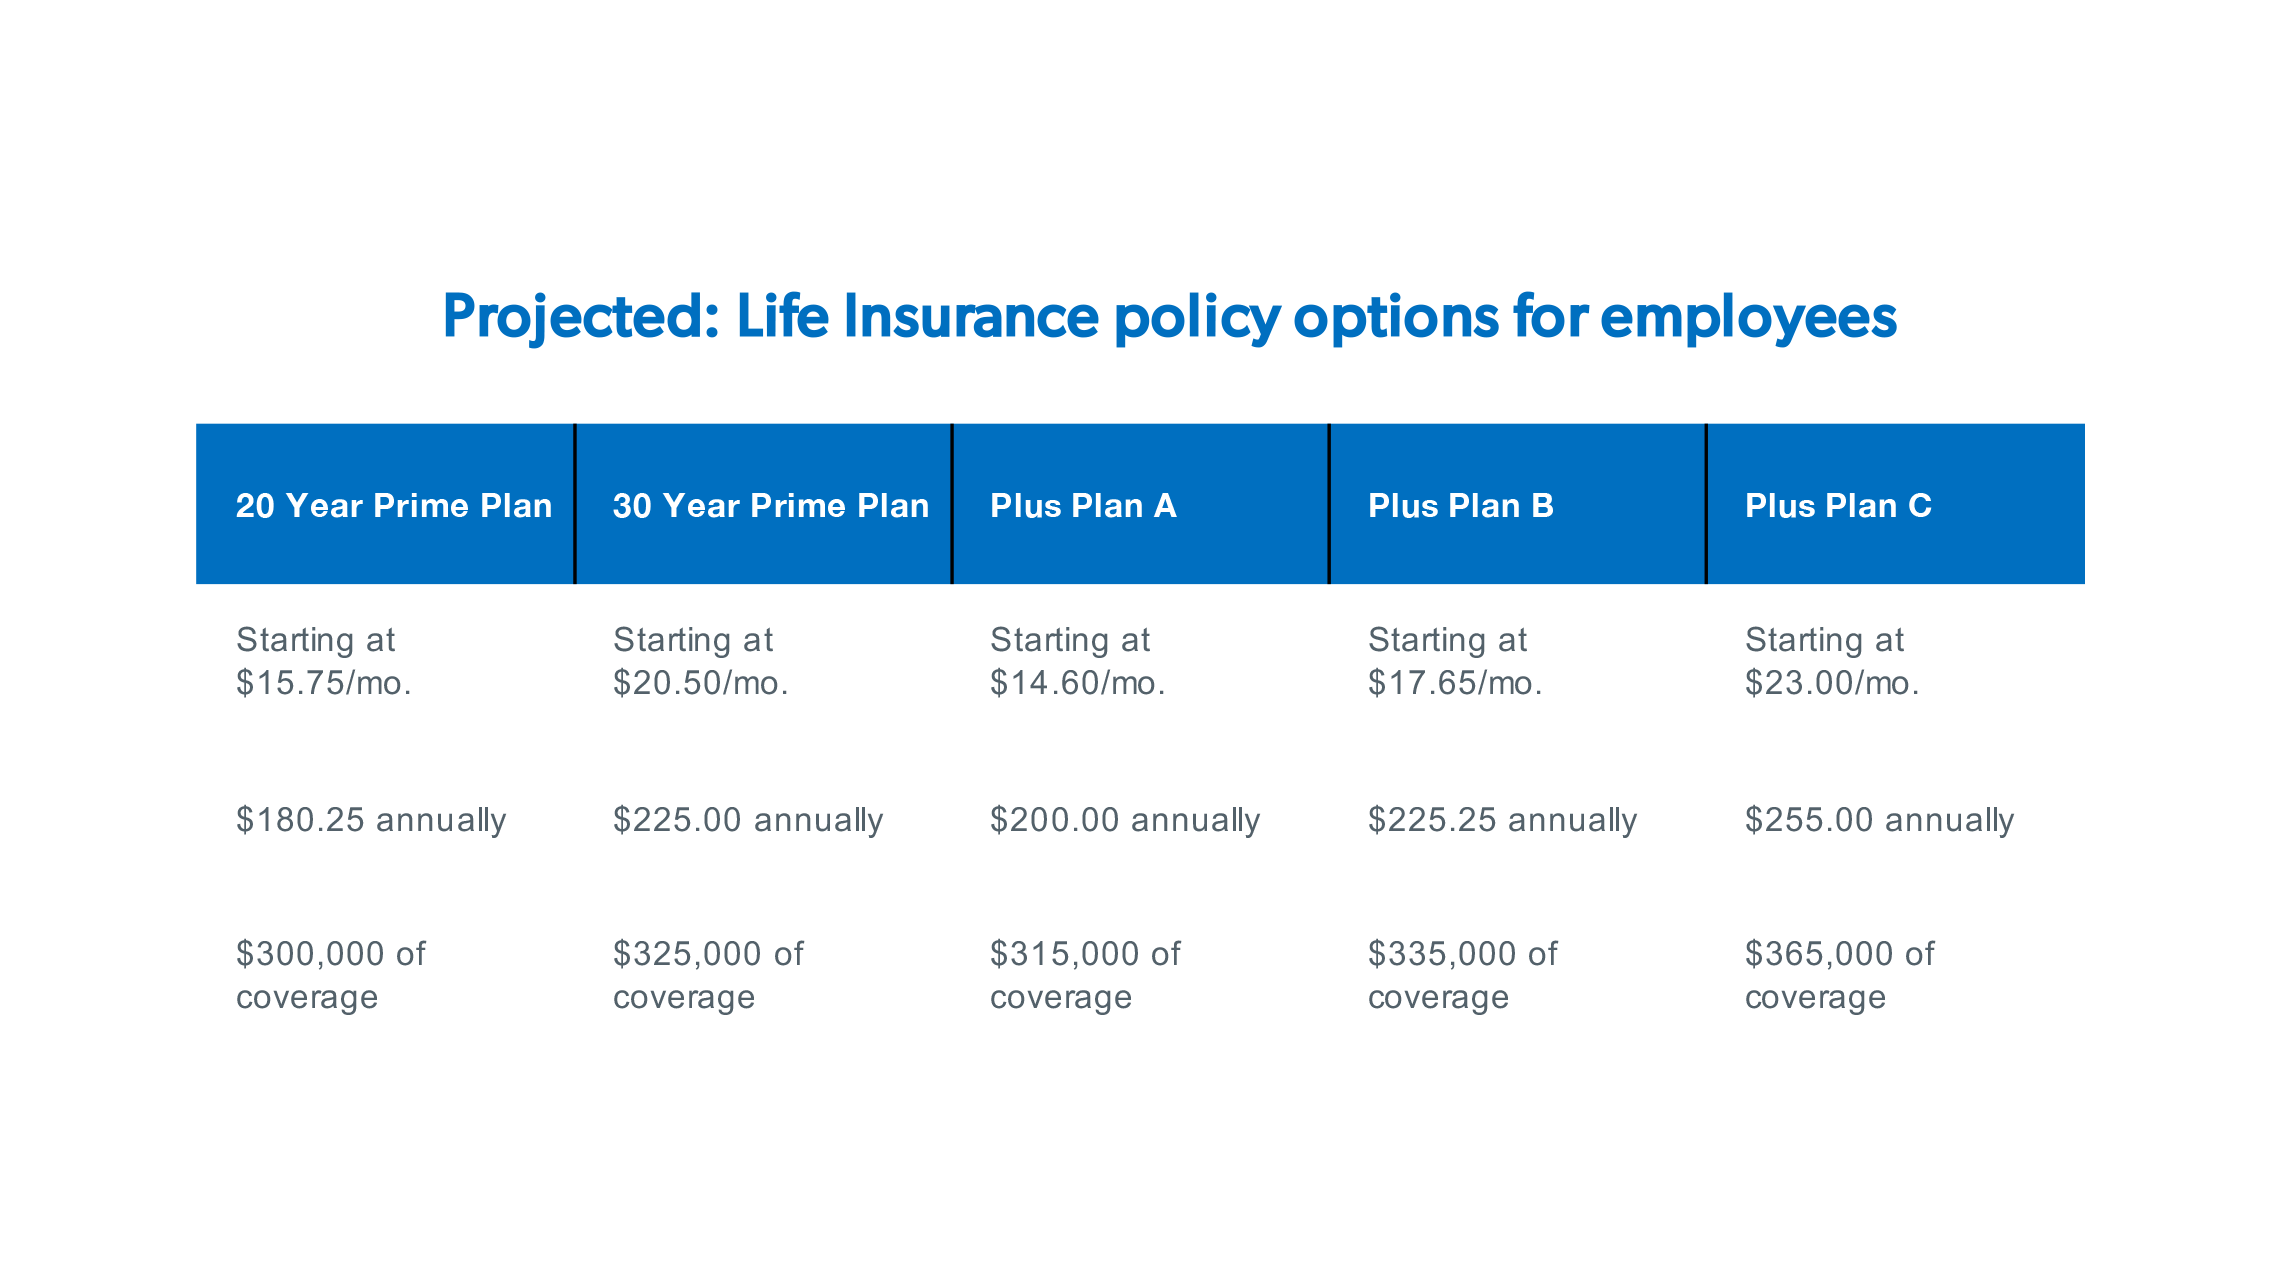 Projected: Life Insurance policy options for employees
20 Year Prime Plan
30 Year Prime Plan
Plus Plan A
Plus Plan B
Plus Plan C
Starting at
$15.75/mo.
Starting at
$20.50/mo.
Starting at
$14.60/mo.
Starting at
$17.65/mo.
Starting at
$23.00/mo.
$180.25 annually
$225.00 annually
$200.00 annually
$225.25 annually
$255.00 annually
$300,000 of
coverage
$325,000 of
coverage
$315,000 of
coverage
$335,000 of
coverage
$365,000 of
coverage